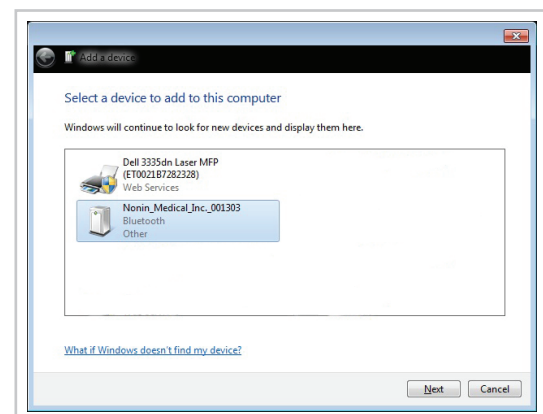 Add a device
Select a device to add to this computer
Windows will continue to look for new devices and display them here.
Dell 3335dn Laser MFP
(ET0021B7282328)
Web Services
Nonin_Medical_Inc._001303
Bluetooth
Other
What if Windows doesn't find my device?
Next
Cancel